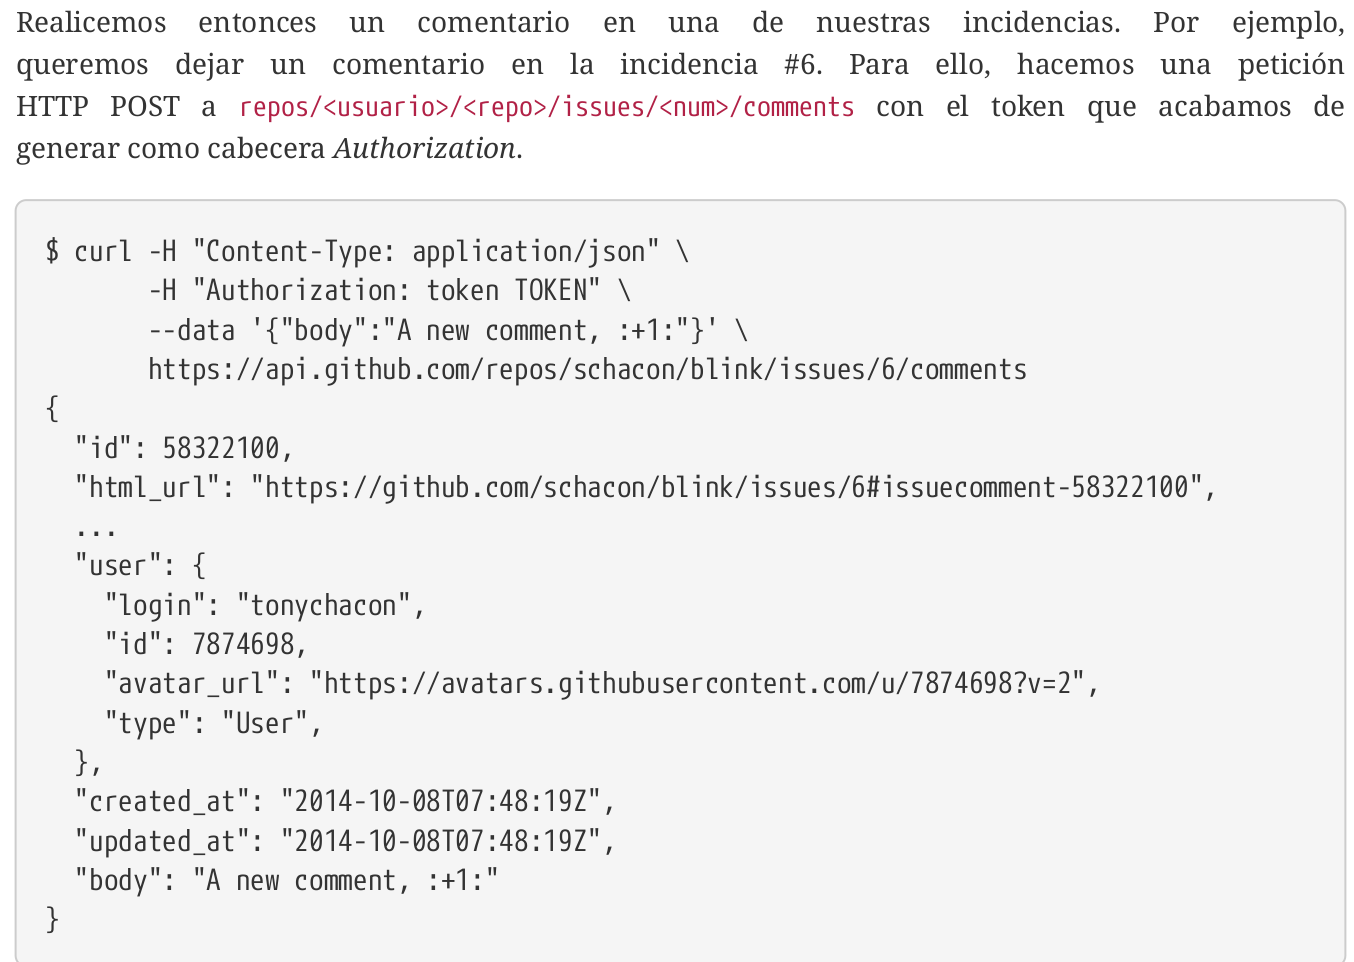 Realicemos entonces un comentario en una de nuestras incidencias. Por ejemplo,
queremos dejar un comentario en la incidencia #6. Para ello, hacemos una petición
HTTP POST a repos/<usuario>/<repo>/issues/<num>/comments con el token que acabamos de
generar como cabecera Authorization.
$ curl -H "Content-Type: application/json" \
       -H "Authorization: token TOKEN" \
       --data '{"body":"A new comment, :+1:"}' \
       https://api.github.com/repos/schacon/blink/issues/6/comments
{
  "id": 58322100,
  "html_url": "https://github.com/schacon/blink/issues/6#issuecomment-58322100",
  ...
  "user": {
    "login": "tonychacon",
    "id": 7874698,
    "avatar_url": "https://avatars.githubusercontent.com/u/7874698?v=2",
    "type": "User",
  },
  "created_at": "2014-10-08T07:48:19Z",
  "updated_at": "2014-10-08T07:48:19Z",
  "body": "A new comment, :+1:"
}